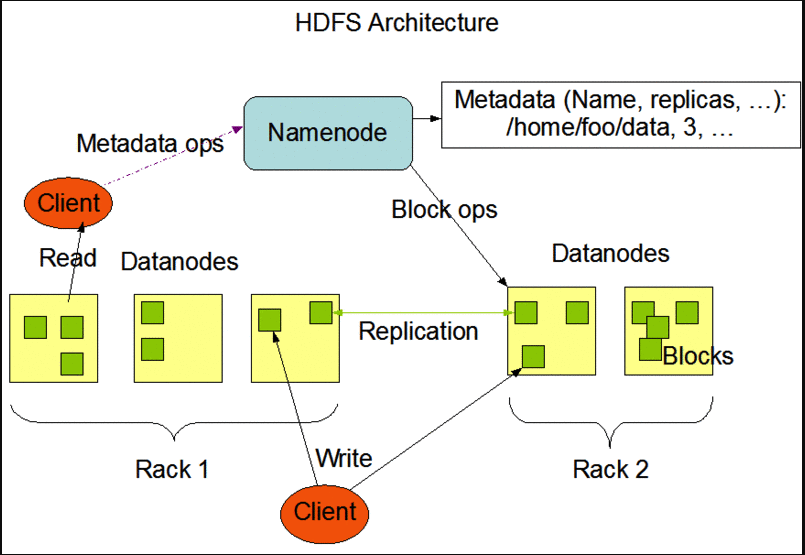 HDFS Architecture
Metadata (Name, replicas, ...):
/home/foo/data, 3, ...
Namenode
Metadata ops
Client
Block ops
Read
Datanodes
Datanodes
Replication
Blocks
Rack 1
Write
Rack 2
Client